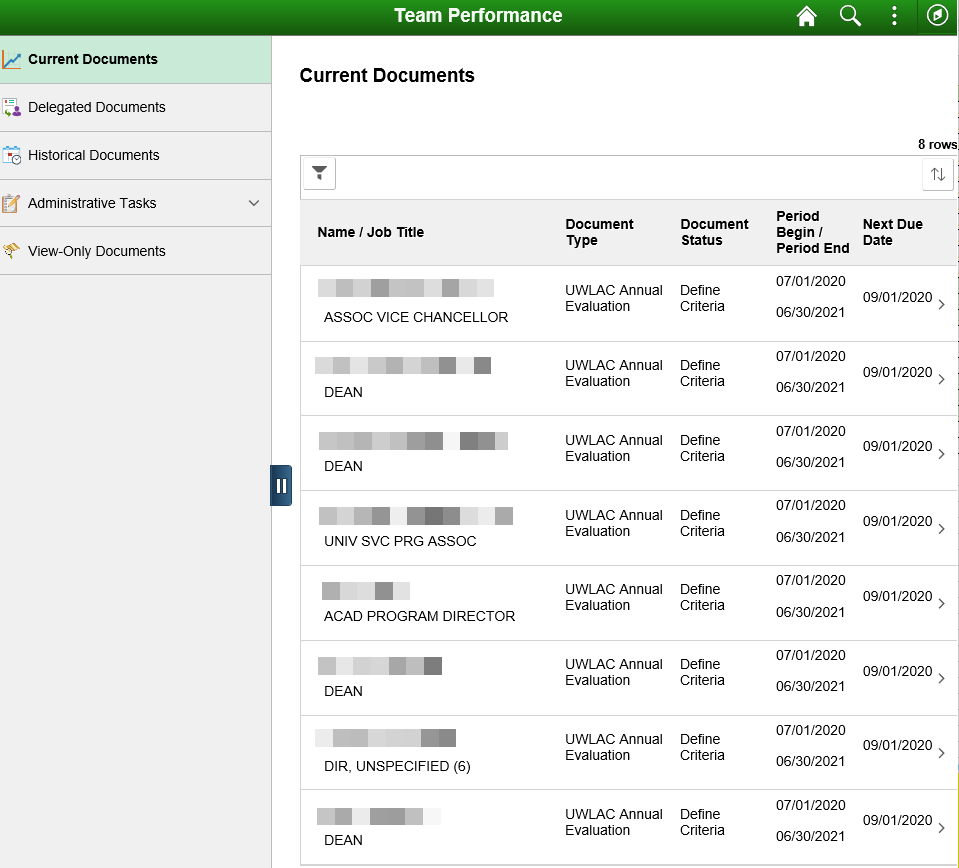 Team Performance
Current Documents
Delegated Documents
Historical Documents
Administrative Tasks
View-Only Documents
Current Documents
8 rows
Name / Job Title
Document
Type
Document
Status
Period
Begin /
Period End
Next Due
Date
ASSOC VICE CHANCELLOR
UWLAC Annual
Evaluation
Define
Criteria
07/01/2020
06/30/2021
09/01/2020
DEAN
UWLAC Annual
Evaluation
Define
Criteria
07/01/2020
06/30/2021
09/01/2020
DEAN
UWLAC Annual
Evaluation
Define
Criteria
07/01/2020
06/30/2021
09/01/2020
UNIV SVC PRG ASSOC
UWLAC Annual
Evaluation
Define
Criteria
07/01/2020
06/30/2021
09/01/2020
ACAD PROGRAM DIRECTOR
UWLAC Annual
Evaluation
Define
Criteria
07/01/2020
06/30/2021
09/01/2020
DEAN
UWLAC Annual
Evaluation
Define
Criteria
07/01/2020
06/30/2021
09/01/2020
DIR, UNSPECIFIED (6)
UWLAC Annual
Evaluation
Define
Criteria
07/01/2020
06/30/2021
09/01/2020
DEAN
UWLAC Annual
Evaluation
Define
Criteria
07/01/2020
06/30/2021
09/01/2020